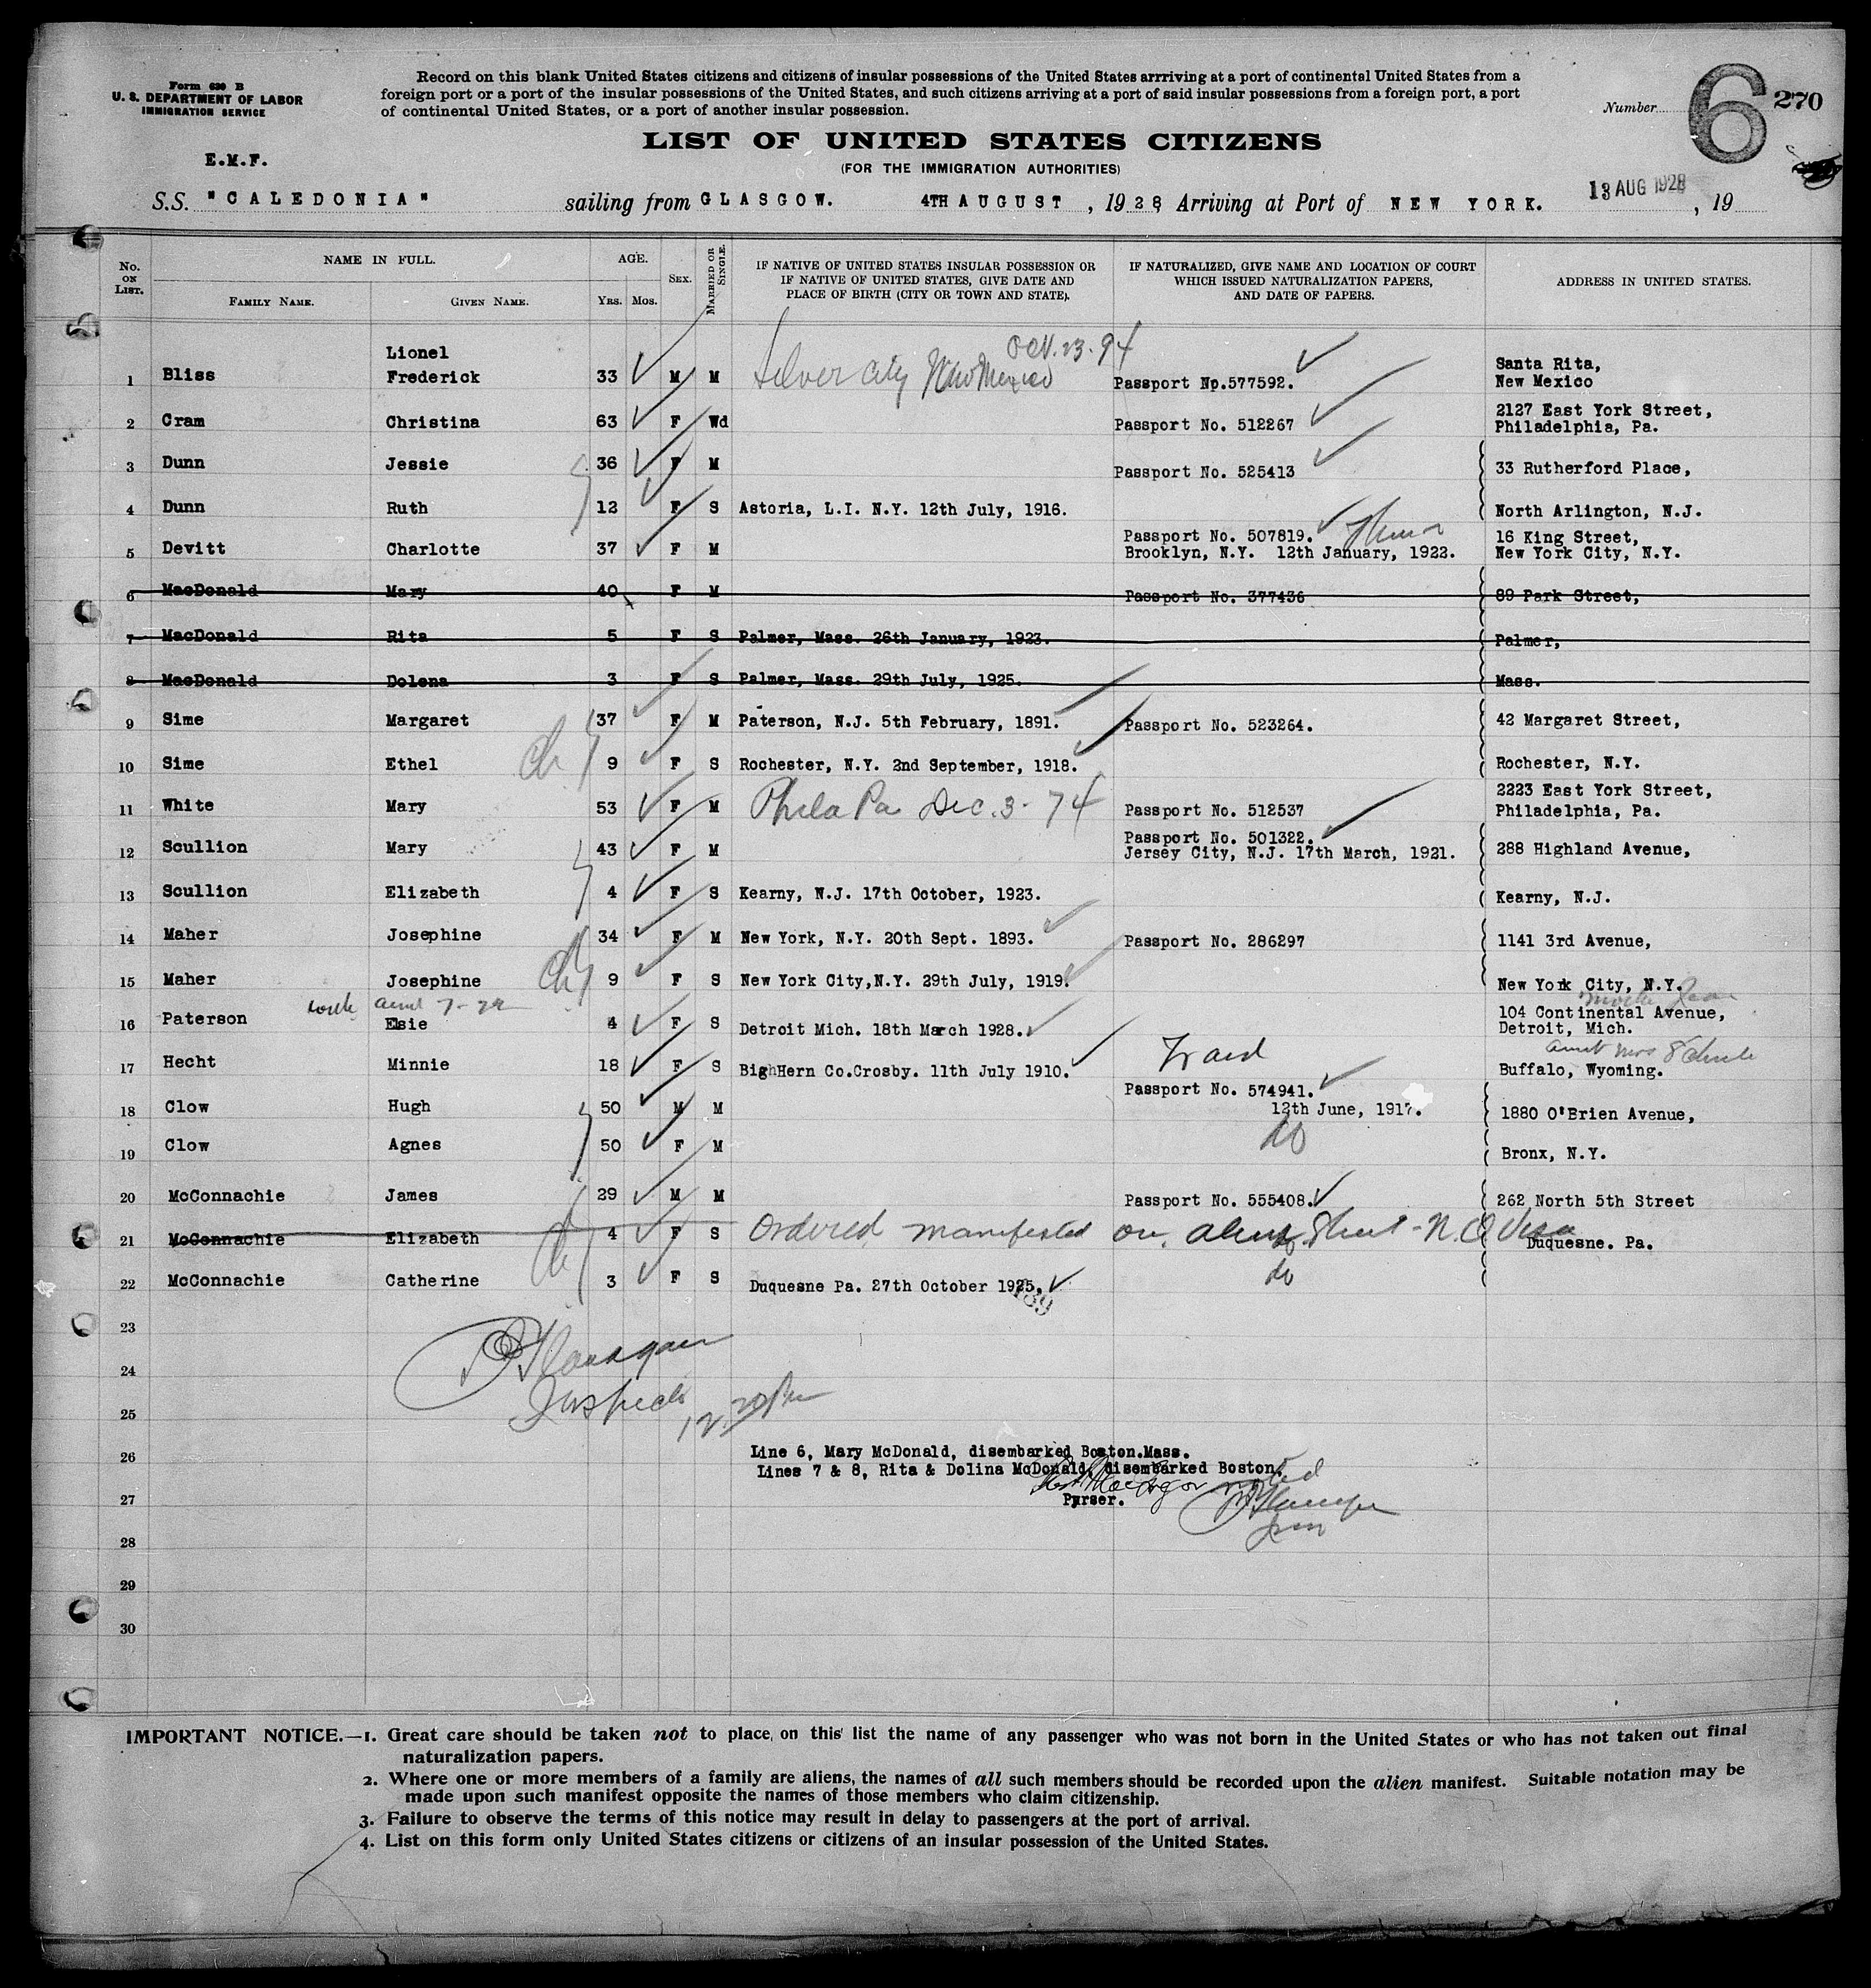 Form 630 B
U. S. DEPARTMENT OF LABOR
IMMIGRATION SERVICE
Record on this blank United States citizens and citizens of insular possessions of the United States arrriving at a port of continental United States from a
foreign port or a port of the insular possessions of the United States, and such citizens arriving at a port of said insular possessions from a foreign port, a port
of continental United States, or a port of another insular possession.
Number 6 270
LIST OF UNITED STATES CITIZENS
(FOR THE IMMIGRATION AUTHORITIES)
E.M.F.
S.S. "CALEDONIA" sailing from GLASGOW. 4TH AUGUST, 1928, Arriving at Port of NEW YORK. 13 AUG 1928, 19
No. ON LIST. NAME IN FULL. FAMILY NAME. GIVEN NAME. AGE. YRS. MOS. SEX. MARRIED OR SINGLE. IF NATIVE OF UNITED STATES INSULAR POSSESSION OR IF NATIVE OF UNITED STATES, GIVE DATE AND PLACE OF BIRTH (CITY OR TOWN AND STATE). IF NATURALIZED, GIVE NAME AND LOCATION OF COURT WHICH ISSUED NATURALIZATION PAPERS, AND DATE OF PAPERS. ADDRESS IN UNITED STATES.
1 Bliss Lionel Frederick 33 M M Silver City New Mexico Oct. 23. 94 Passport No.577592. Santa Rita, New Mexico
2 Cram Christina 63 F Wd Passport No. 512267 2127 East York Street, Philadelphia, Pa.
3 Dunn Jessie 36 F M Passport No. 525413 33 Rutherford Place,
4 Dunn Ruth 12 F S Astoria, L.I. N.Y. 12th July, 1916. North Arlington, N.J.
5 Devitt Charlotte 37 F M Passport No. 507819. Brooklyn, N.Y. 12th January, 1922. 16 King Street, New York City, N.Y.
6 MacDonald Mary 40 F M Passport No. 377436 89 Park Street,
7 MacDonald Rita 5 F S Palmer, Mass. 26th January, 1923. Palmer,
8 MacDonald Dolena 3 F S Palmer, Mass. 29th July, 1925. Mass.
9 Sime Margaret 37 F M Paterson, N.J. 5th February, 1891. Passport No. 523264. 42 Margaret Street,
10 Sime Ethel Ch 9 F S Rochester, N.Y. 2nd September, 1918. Rochester, N.Y.
11 White Mary 53 F M Phila Pa Dec. 3 - 74 Passport No. 512537 2223 East York Street, Philadelphia, Pa.
12 Scullion Mary 43 F M Passport No. 501322. Jersey City, N.J. 17th March, 1921. 288 Highland Avenue,
13 Scullion Elizabeth 4 F S Kearny, N.J. 17th October, 1923. Kearny, N.J.
14 Maher Josephine 34 F M New York, N.Y. 20th Sept. 1893. Passport No. 286297 1141 3rd Avenue,
15 Maher Josephine Ch 9 F S New York City,N.Y. 29th July, 1919. New York City, N.Y.
16 Paterson with aunt 7-22 Elsie 4 F S Detroit Mich. 18th March 1928. 104 Continental Avenue, Detroit, Mich.
17 Hecht Minnie 18 F S BighHern Co.Crosby. 11th July 1910. aunt Mrs Buffalo, Wyoming.
18 Clow Hugh 50 M M Passport No. 574941. 12th June, 1917. 1880 O'Brien Avenue,
19 Clow Agnes 50 F M do Bronx, N.Y.
20 McConnachie James 29 M M Passport No. 555408. 262 North 5th Street
21 McConnachie Elizabeth Ch 4 F S Ordered manifested on alien Sheet - N.Q Visa Duquesne. Pa.
22 McConnachie Catherine 3 F S Duquesne Pa. 27th October 1925. do
139
23
24
Inspector
25 12.20 Pm
26 Line 6, Mary McDonald, disembarked Boston.Mass.
Lines 7 & 8, Rita & Dolina McDonald, disembarked Boston.
27 Purser. noted
28
29
30
IMPORTANT NOTICE.—1. Great care should be taken not to place on this list the name of any passenger who was not born in the United States or who has not taken out final
naturalization papers.
2. Where one or more members of a family are aliens, the names of all such members should be recorded upon the alien manifest. Suitable notation may be
made upon such manifest opposite the names of those members who claim citizenship.
3. Failure to observe the terms of this notice may result in delay to passengers at the port of arrival.
4. List on this form only United States citizens or citizens of an insular possession of the United States.